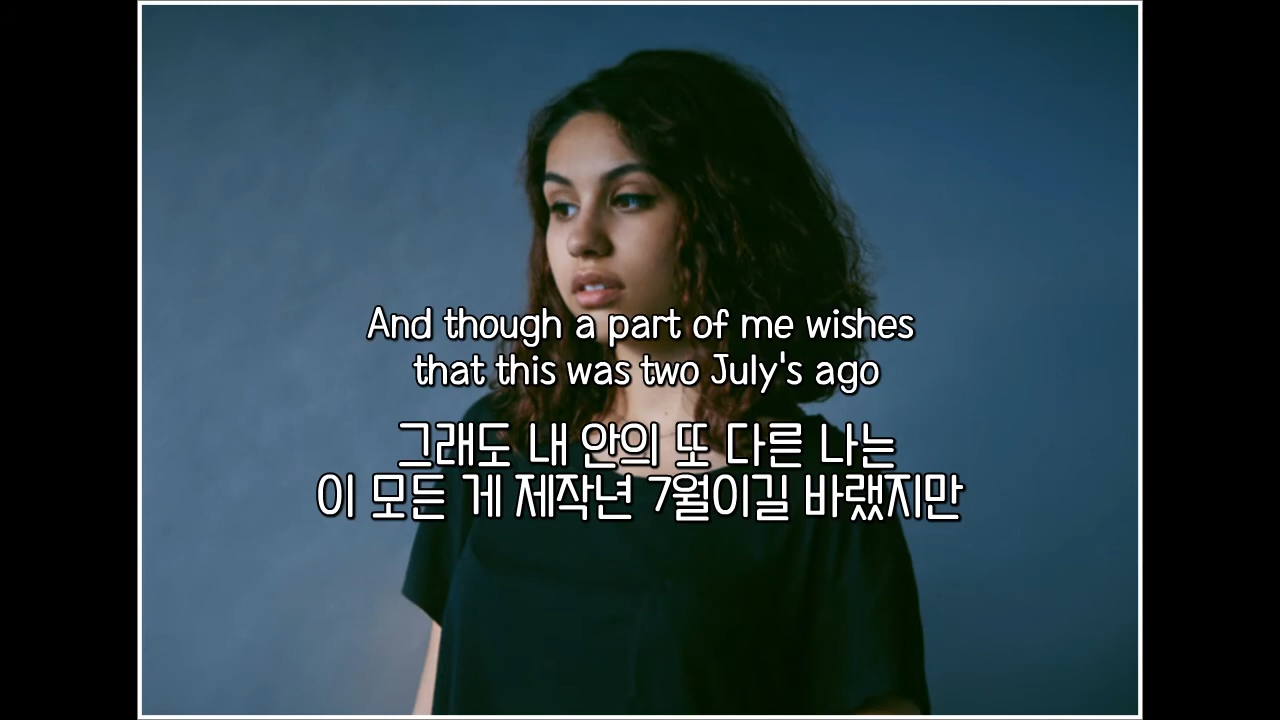 And though a part of me wishes
that this was two July's ago
그래도 내 안의 또 다른 나는
이 모든 게 제작년 7월이길 바랬지만